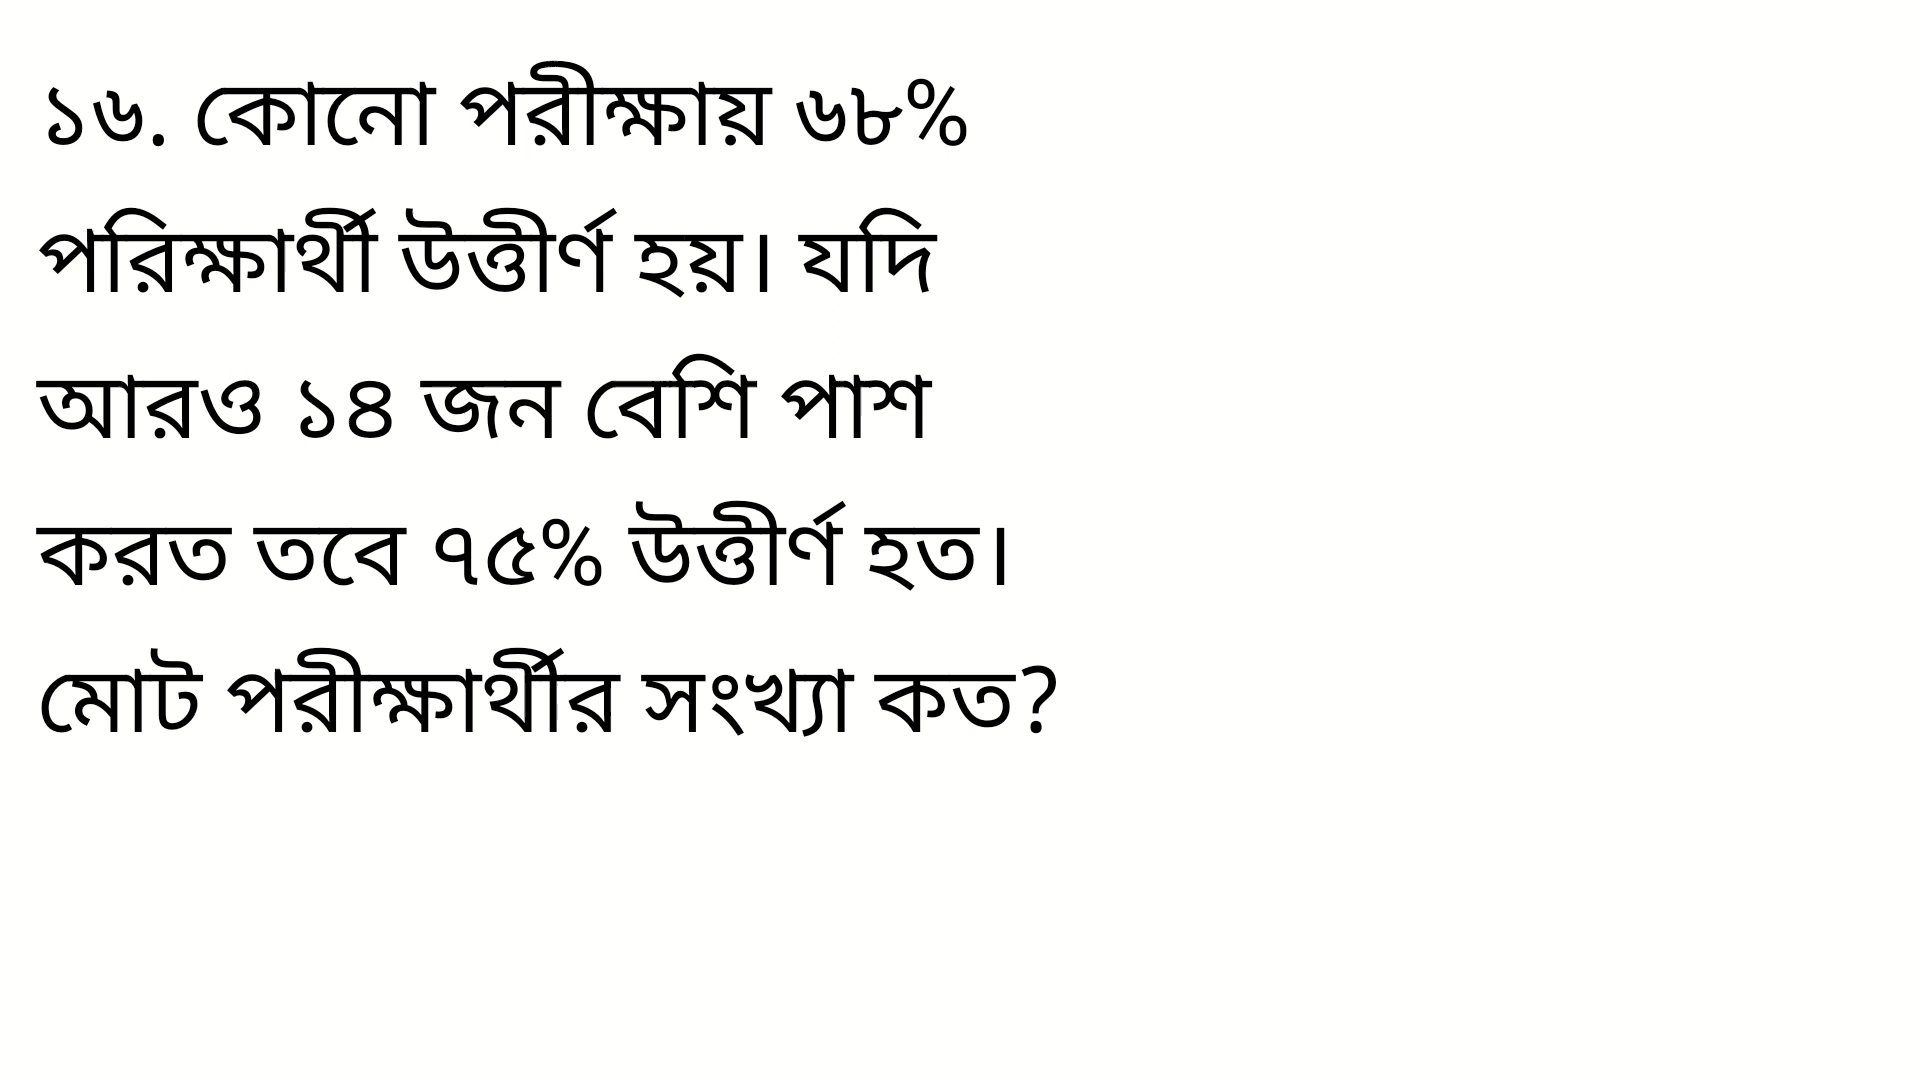 ১৬. কোনো পরীক্ষায় ৬৮%
পরিক্ষার্থী উত্তীর্ণ হয়। যদি
আরও ১৪ জন বেশি পাশ
করত তবে ৭৫% উত্তীর্ণ হত।
মোট পরীক্ষার্থীর সংখ্যা কত?